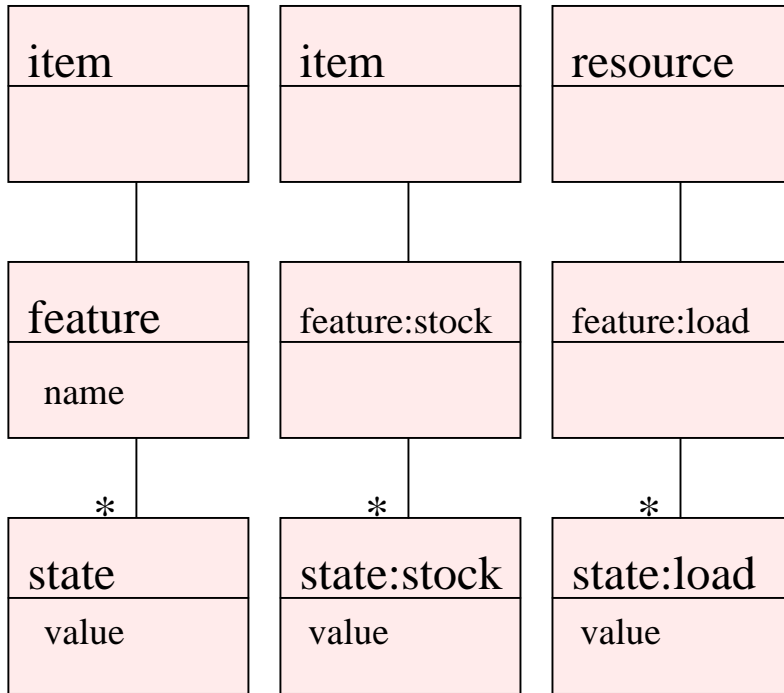 item
item
resource
feature
feature:stock
feature:load
name
*
*
*
state
state:stock
state:load
value
value
value